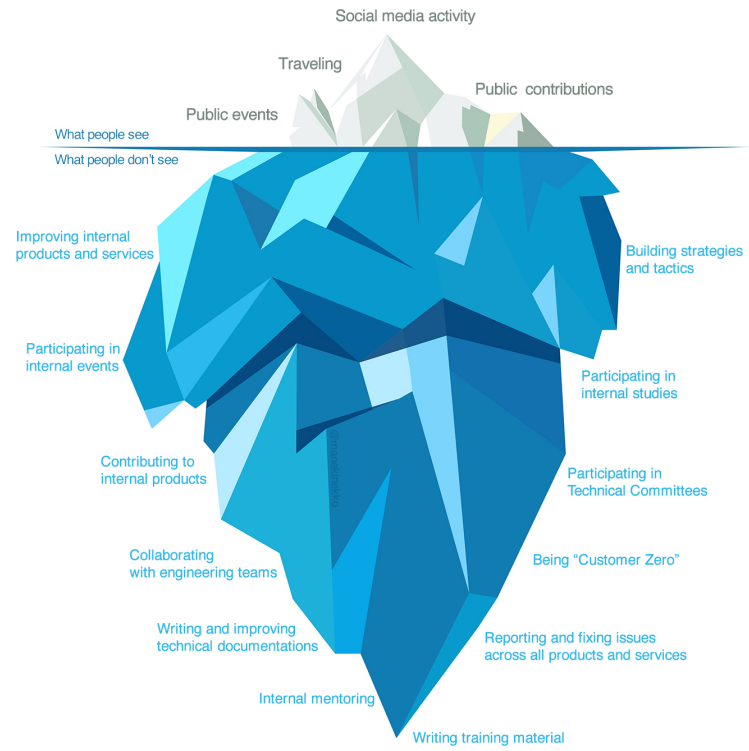 Social media activity
Traveling
Public contributions
Public events
What people see
What people don't see
Improving internal
products and services
Building strategies
and tactics
Participating in
internal events
Participating in
internal studies
Contributing to
internal products
Participating in
Technical Committees
Collaborating
with engineering teams
Being “Customer Zero”
Writing and improving
technical documentations
Reporting and fixing issues
across all products and services
Internal mentoring
Writing training material